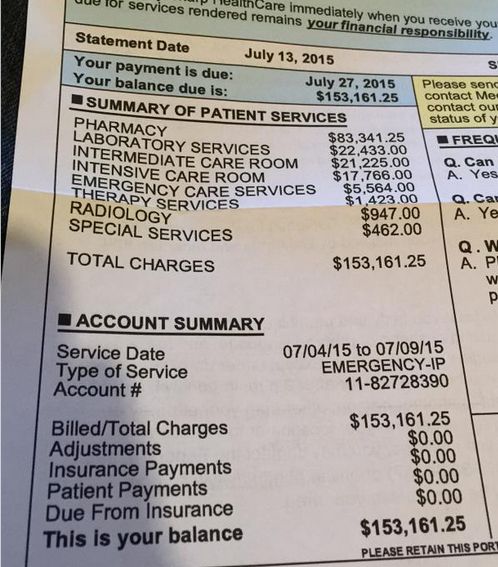 HealthCare immediately when you receive you
due for services rendered remains your financial responsibility.
Statement Date July 13, 2015
Your payment is due: July 27, 2015
Your balance due is: $153,161.25
Please send
contact Me
contact ou
status of y
■ SUMMARY OF PATIENT SERVICES
PHARMACY $83,341.25
LABORATORY SERVICES $22,433.00
INTERMEDIATE CARE ROOM $21,225.00
INTENSIVE CARE ROOM $17,766.00
EMERGENCY CARE SERVICES $5,564.00
THERAPY SERVICES $1,423.00
RADIOLOGY $947.00
SPECIAL SERVICES $462.00
TOTAL CHARGES $153,161.25
■ FREQU
Q. Can
A. Yes
Q. Ca
A. Ye
Q. W
A. P
w
p
■ ACCOUNT SUMMARY
Service Date 07/04/15 to 07/09/15
Type of Service EMERGENCY-IP
Account # 11-82728390
Billed/Total Charges $153,161.25
Adjustments $0.00
Insurance Payments $0.00
Patient Payments $0.00
Due From Insurance $0.00
This is your balance $153,161.25
PLEASE RETAIN THIS POR